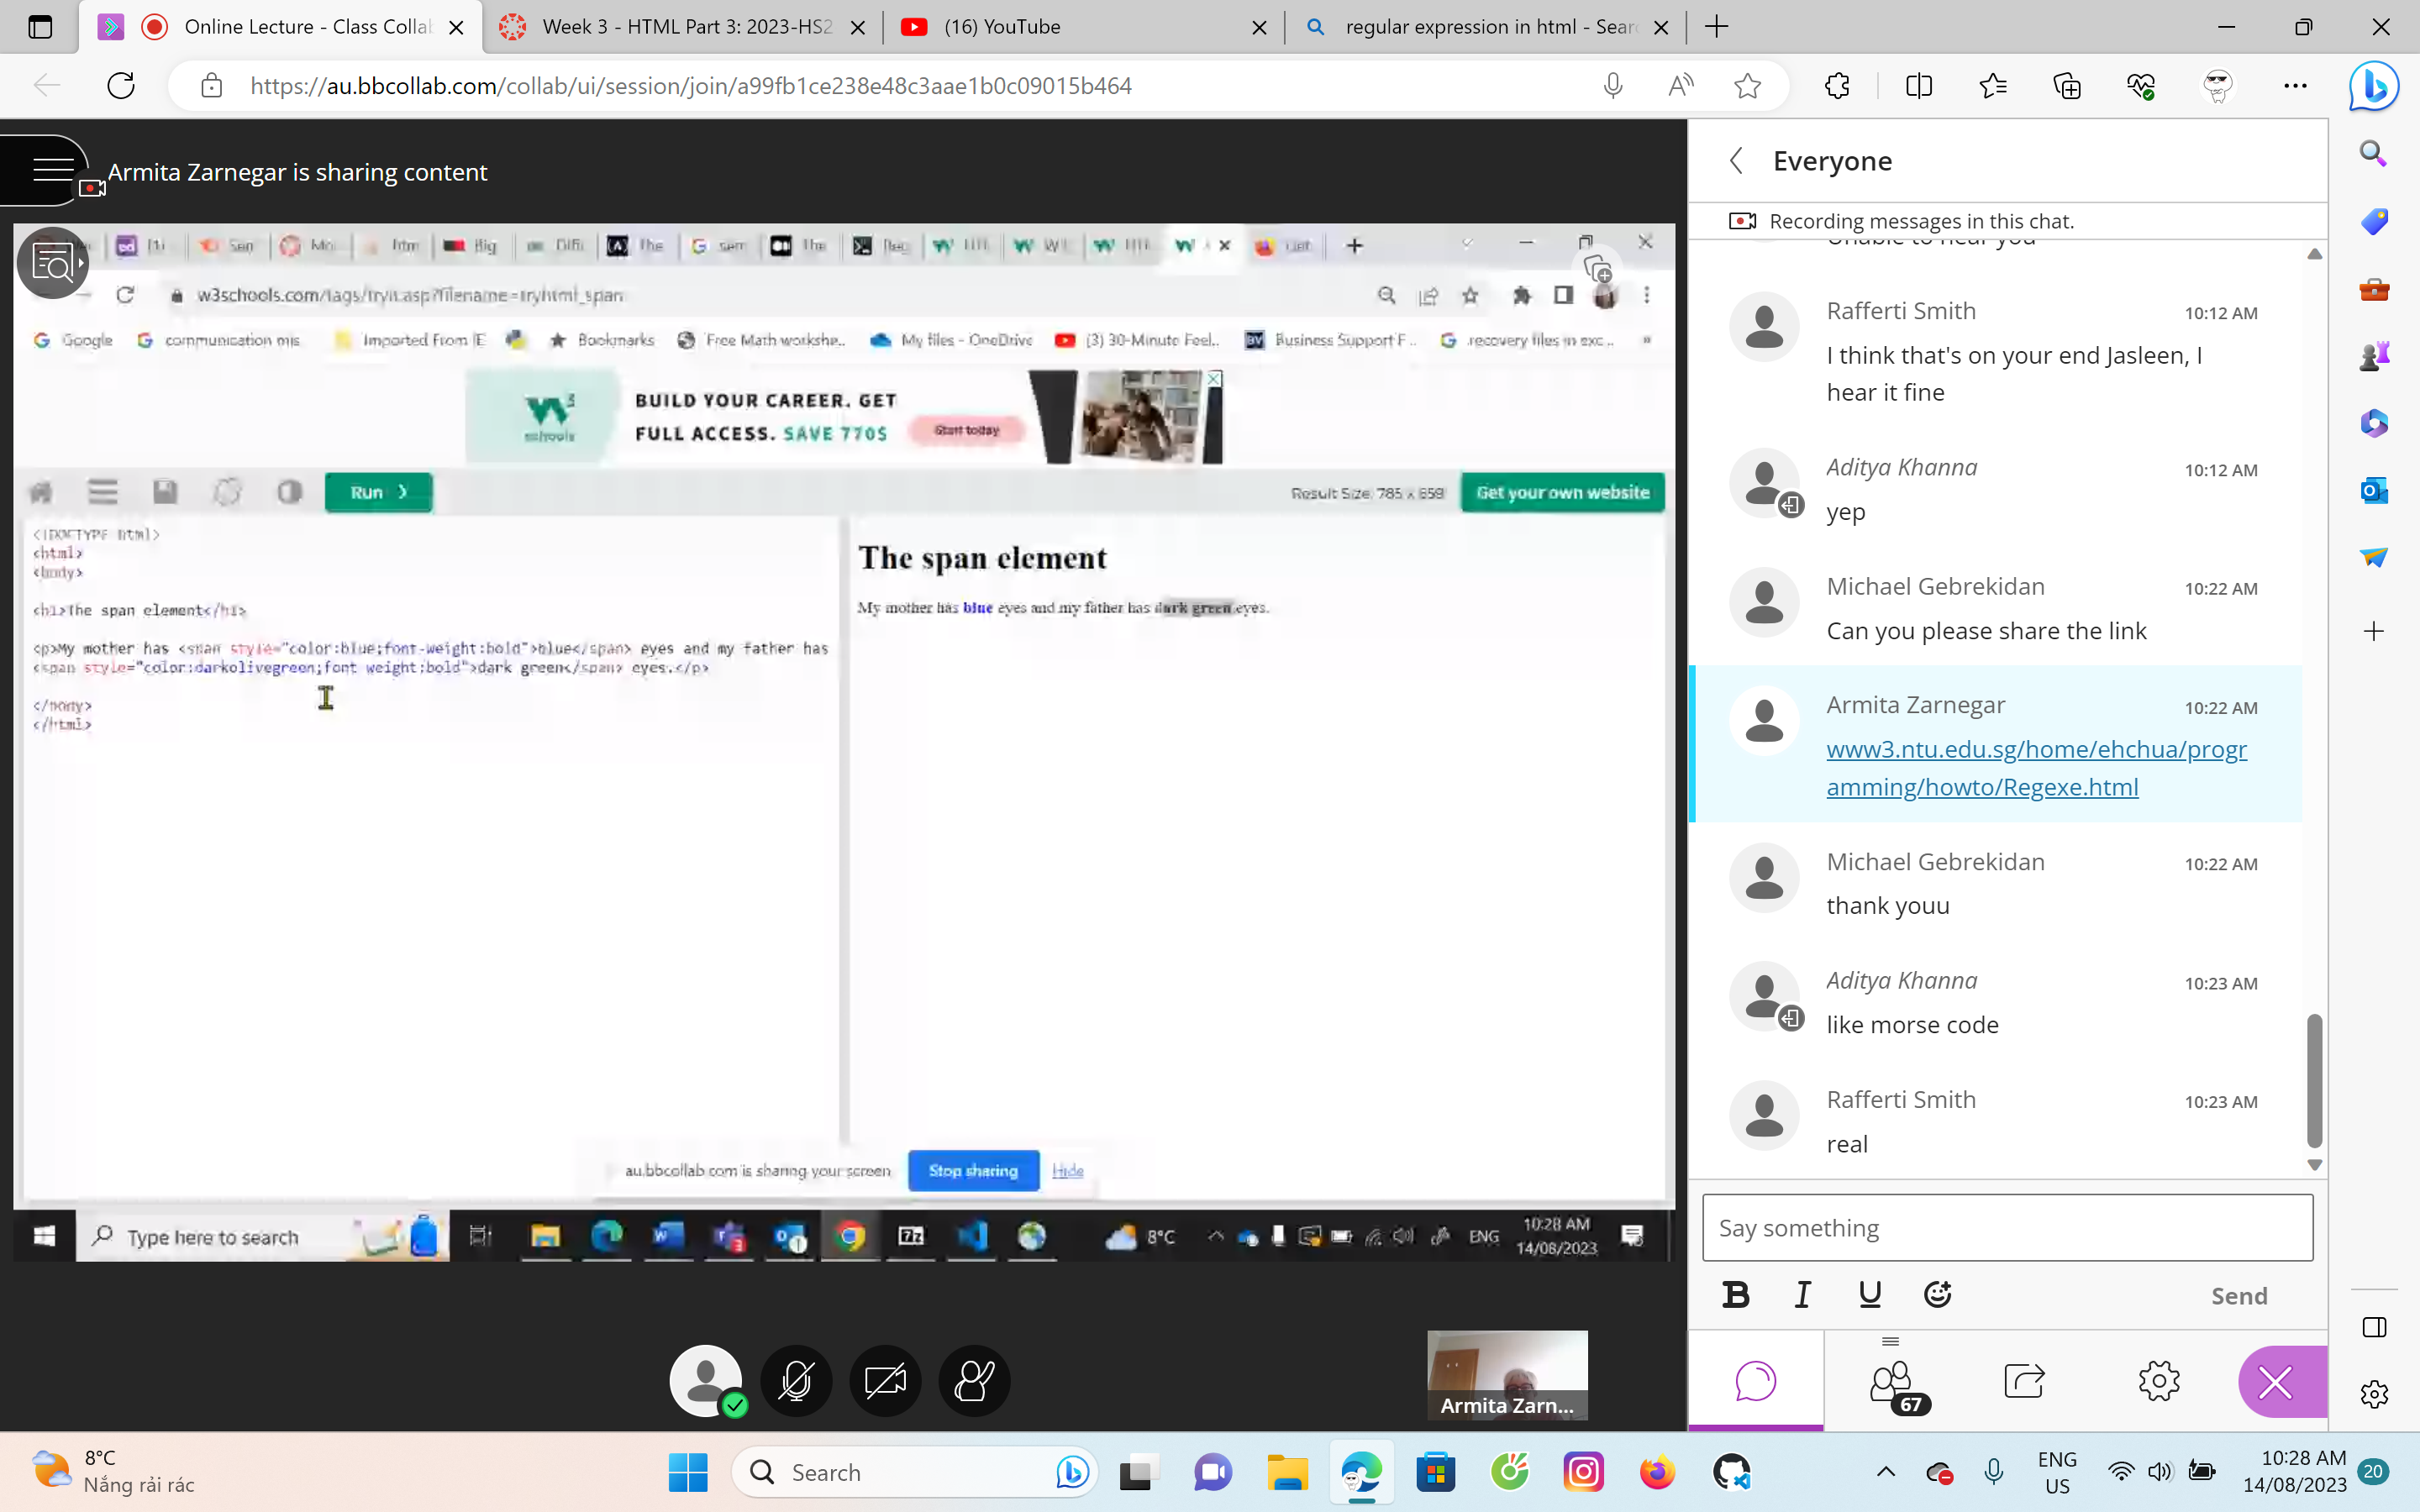 Online Lecture - Class Collab
Week 3 - HTML Part 3: 2023-HS2
(16) YouTube
regular expression in html - Sear
https://au.bbcollab.com/collab/ui/session/join/a99fb1ce238e48c3aae1b0c09015b464
Armita Zarnegar is sharing content
Sen
Mo
htm
Big
Diffi
The
sem
The
Reg
w3schools.com/tags/tryit.asp?filename=tryhtml_span
Google
communication mis
Imported From IE
Bookmarks
Free Math workshe...
My files - OneDrive
(3) 30-Minute Feel...
Business Support F...
recovery files in exc...
»
schools
BUILD YOUR CAREER. GET
FULL ACCESS. SAVE 770$
Start today
Run ❯
Result Size: 785 x 659
Get your own website
<!DOCTYPE html>
<html>
<body>
<h1>The span element</h1>
<p>My mother has <span style="color:blue;font-weight:bold">blue</span> eyes and my father has
<span style="color:darkolivegreen;font-weight:bold">dark green</span> eyes.</p>
</body>
</html>
The span element
My mother has blue eyes and my father has dark green eyes.
au.bbcollab.com is sharing your screen.
Stop sharing
Hide
Type here to search
8°C
ENG
10:28 AM
14/08/2023
Armita Zarn...
Everyone
Recording messages in this chat.
Unable to hear you
Rafferti Smith
10:12 AM
I think that's on your end Jasleen, I
hear it fine
Aditya Khanna
10:12 AM
yep
Michael Gebrekidan
10:22 AM
Can you please share the link
Armita Zarnegar
10:22 AM
www3.ntu.edu.sg/home/ehchua/progr
amming/howto/Regexe.html
Michael Gebrekidan
10:22 AM
thank youu
Aditya Khanna
10:23 AM
like morse code
Rafferti Smith
10:23 AM
real
Say something
B I U
Send
67
8°C
Nắng rải rác
Search
ENG
US
10:28 AM
14/08/2023
20